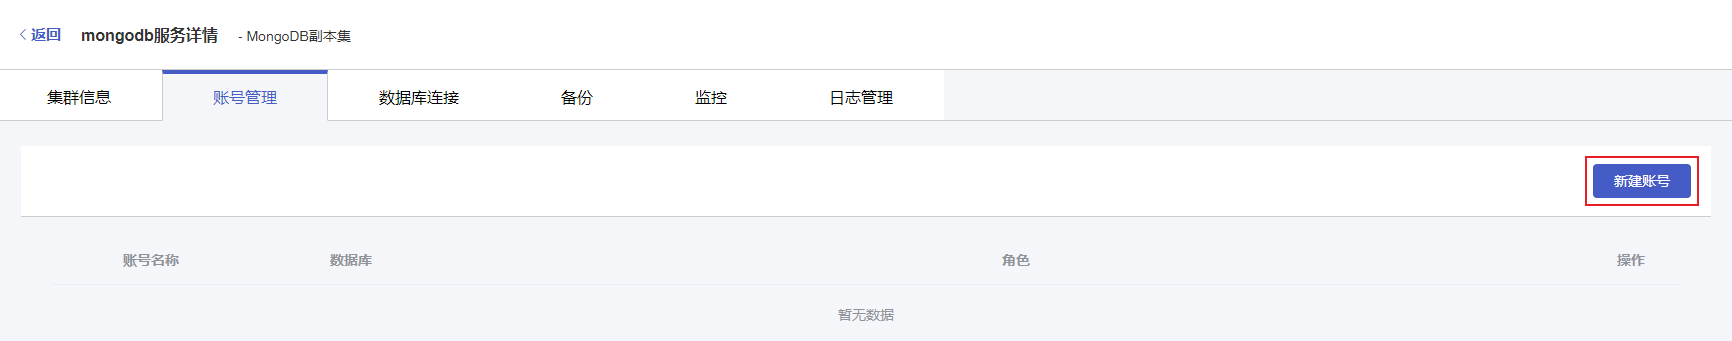 返回 mongodb服务详情 - MongoDB副本集
集群信息 账号管理 数据库连接 备份 监控 日志管理
新建账号
账号名称 数据库 角色 操作
暂无数据